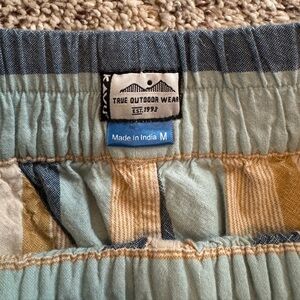 KAVU
TRUE OUTDOOR WEAR
EST. 1993
Made in India M